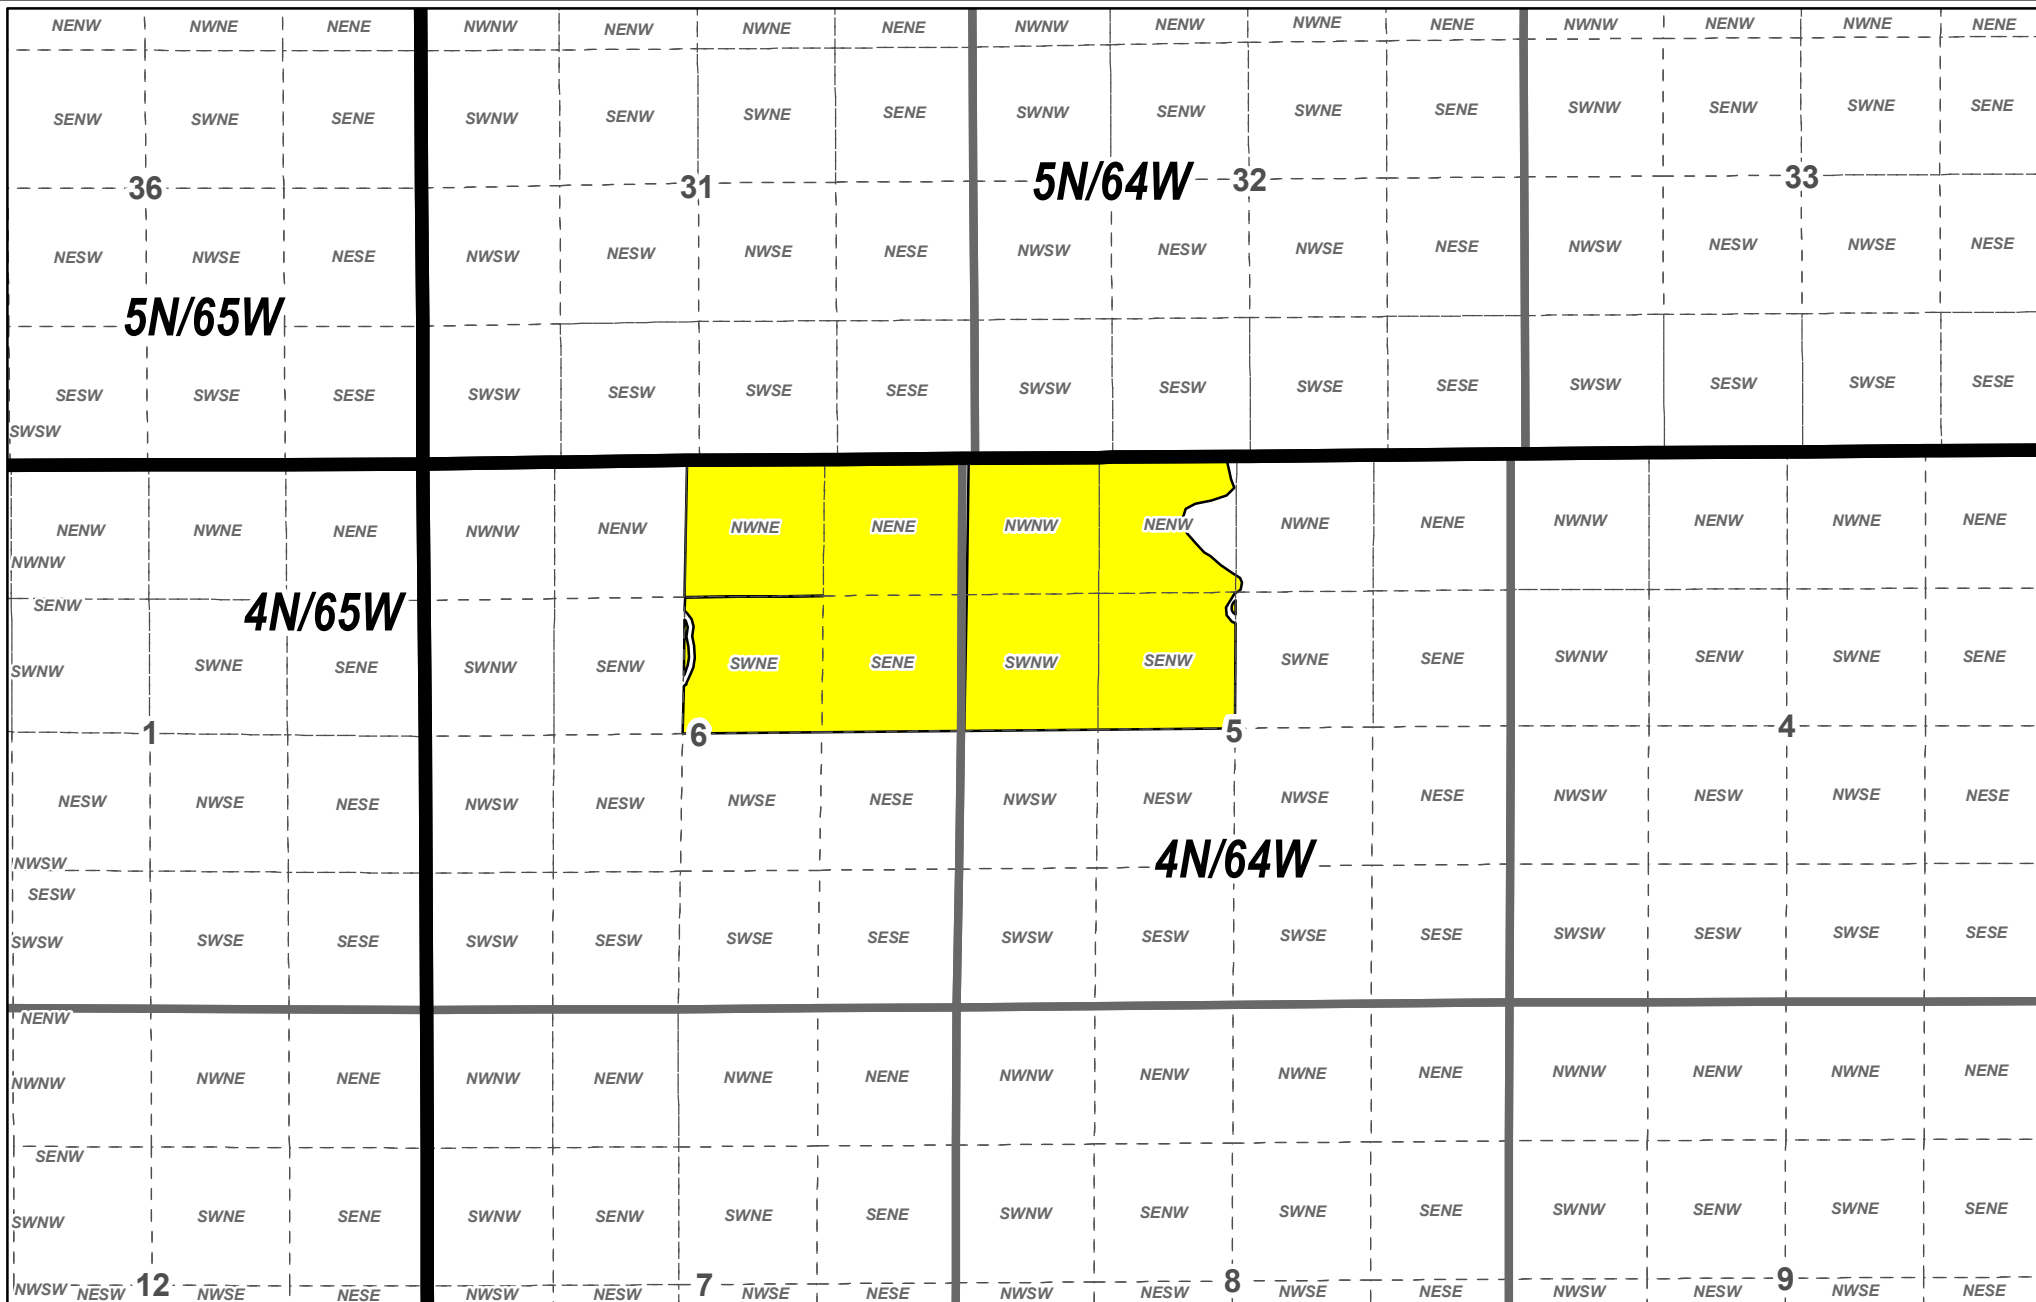 NENW NWNE NENE NWNW NENW NWNE NENE NWNW NENW NWNE NENE NWNW NENW NWNE NENE
SENW SWNE SENE SWNW SENW SWNE SENE SWNW SENW SWNE SENE SWNW SENW SWNE SENE
36 31 5N/64W 32 33
NESW NWSE NESE NWSW NESW NWSE NESE NWSW NESW NWSE NESE NWSW NESW NWSE NESE
5N/65W
SESW SWSE SESE SWSW SESW SWSE SESE SWSW SESW SWSE SESE SWSW SESW SWSE SESE
SWSW
NENW NWNE NENE NWNW NENW NWNE NENE NWNW NENW NWNE NENE NWNW NENW NWNE NENE
NWNW
SENW 4N/65W
SWNW SWNE SENE SWNW SENW SWNE SENE SWNW SENW SWNE SENE SWNW SENW SWNE SENE
1 6 5 4
NESW NWSE NESE NWSW NESW NWSE NESE NWSW NESW NWSE NESE NWSW NESW NWSE NESE
NWSW 4N/64W
SESW
SWSW SWSE SESE SWSW SESW SWSE SESE SWSW SESW SWSE SESE SWSW SESW SWSE SESE
NENW
NWNW NWNE NENE NWNW NENW NWNE NENE NWNW NENW NWNE NENE NWNW NENW NWNE NENE
SENW
SWNW SWNE SENE SWNW SENW SWNE SENE SWNW SENW SWNE SENE SWNW SENW SWNE SENE
12 7 8 9
NWSW NESW NWSE NESE NWSW NESW NWSE NESE NWSW NESW NWSE NESE NWSW NESW NWSE NESE